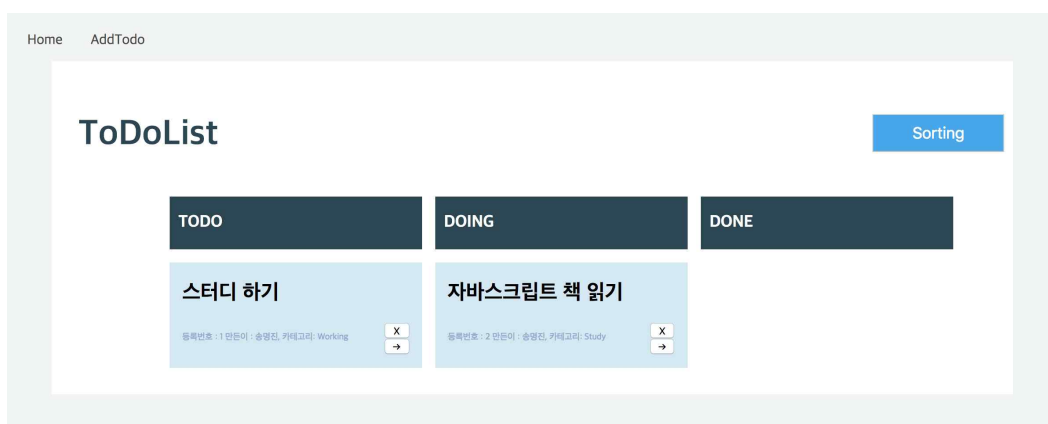 Home AddTodo
ToDoList
Sorting
TODO DOING DONE
스터디 하기
등록번호 : 1 만든이 : 송명진, 카테고리: Working
X
→
자바스크립트 책 읽기
등록번호 : 2 만든이 : 송명진, 카테고리: Study
X
→